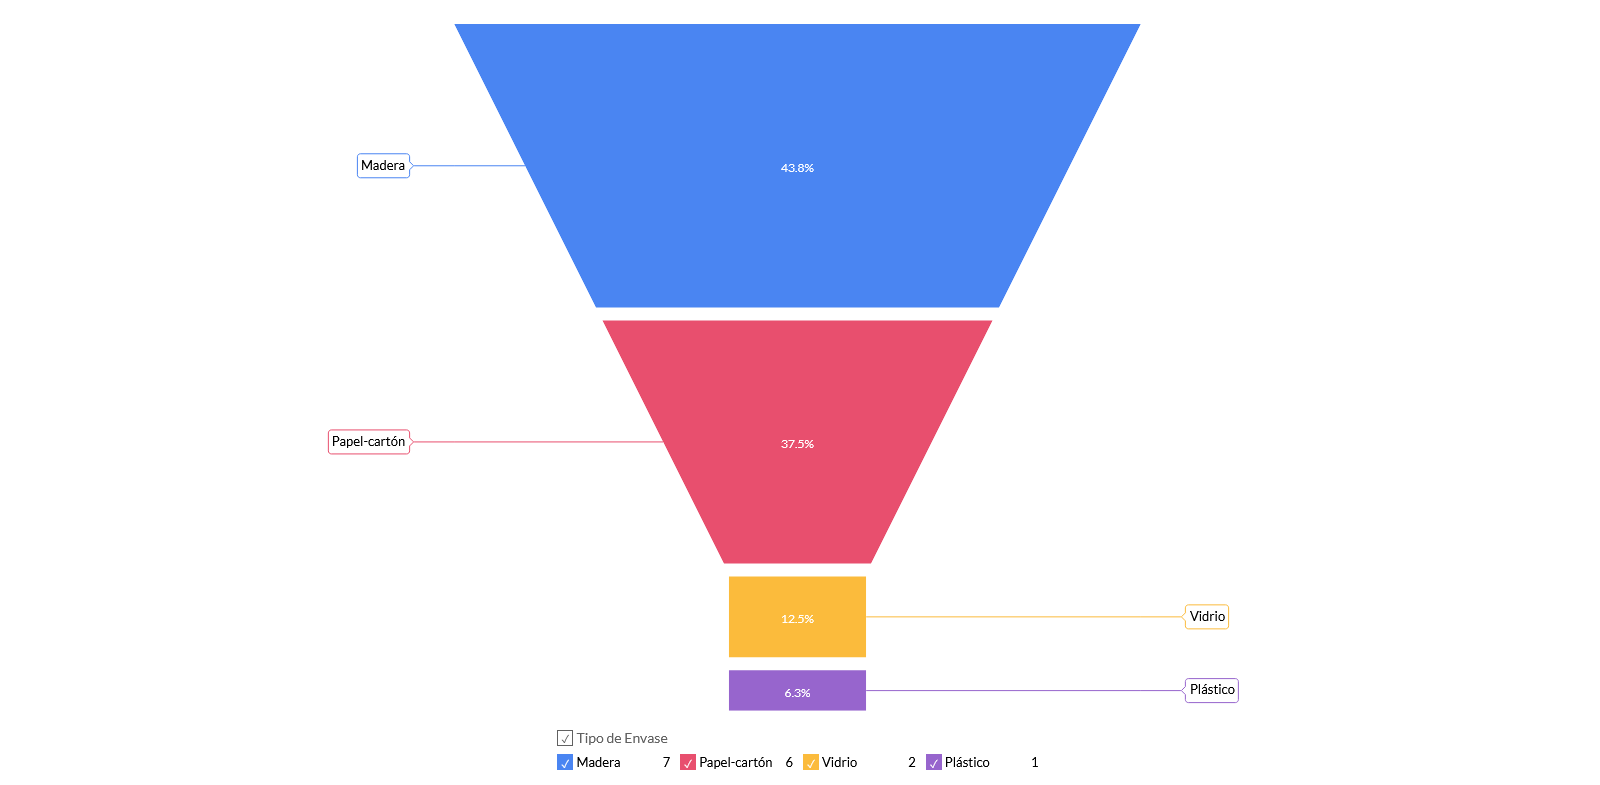 43.8%
Madera
Papel-cartón
37.5%
12.5%
Vidrio
6.3%
Plástico
Tipo de Envase
Madera 7 Papel-cartón 6 Vidrio 2 Plástico 1